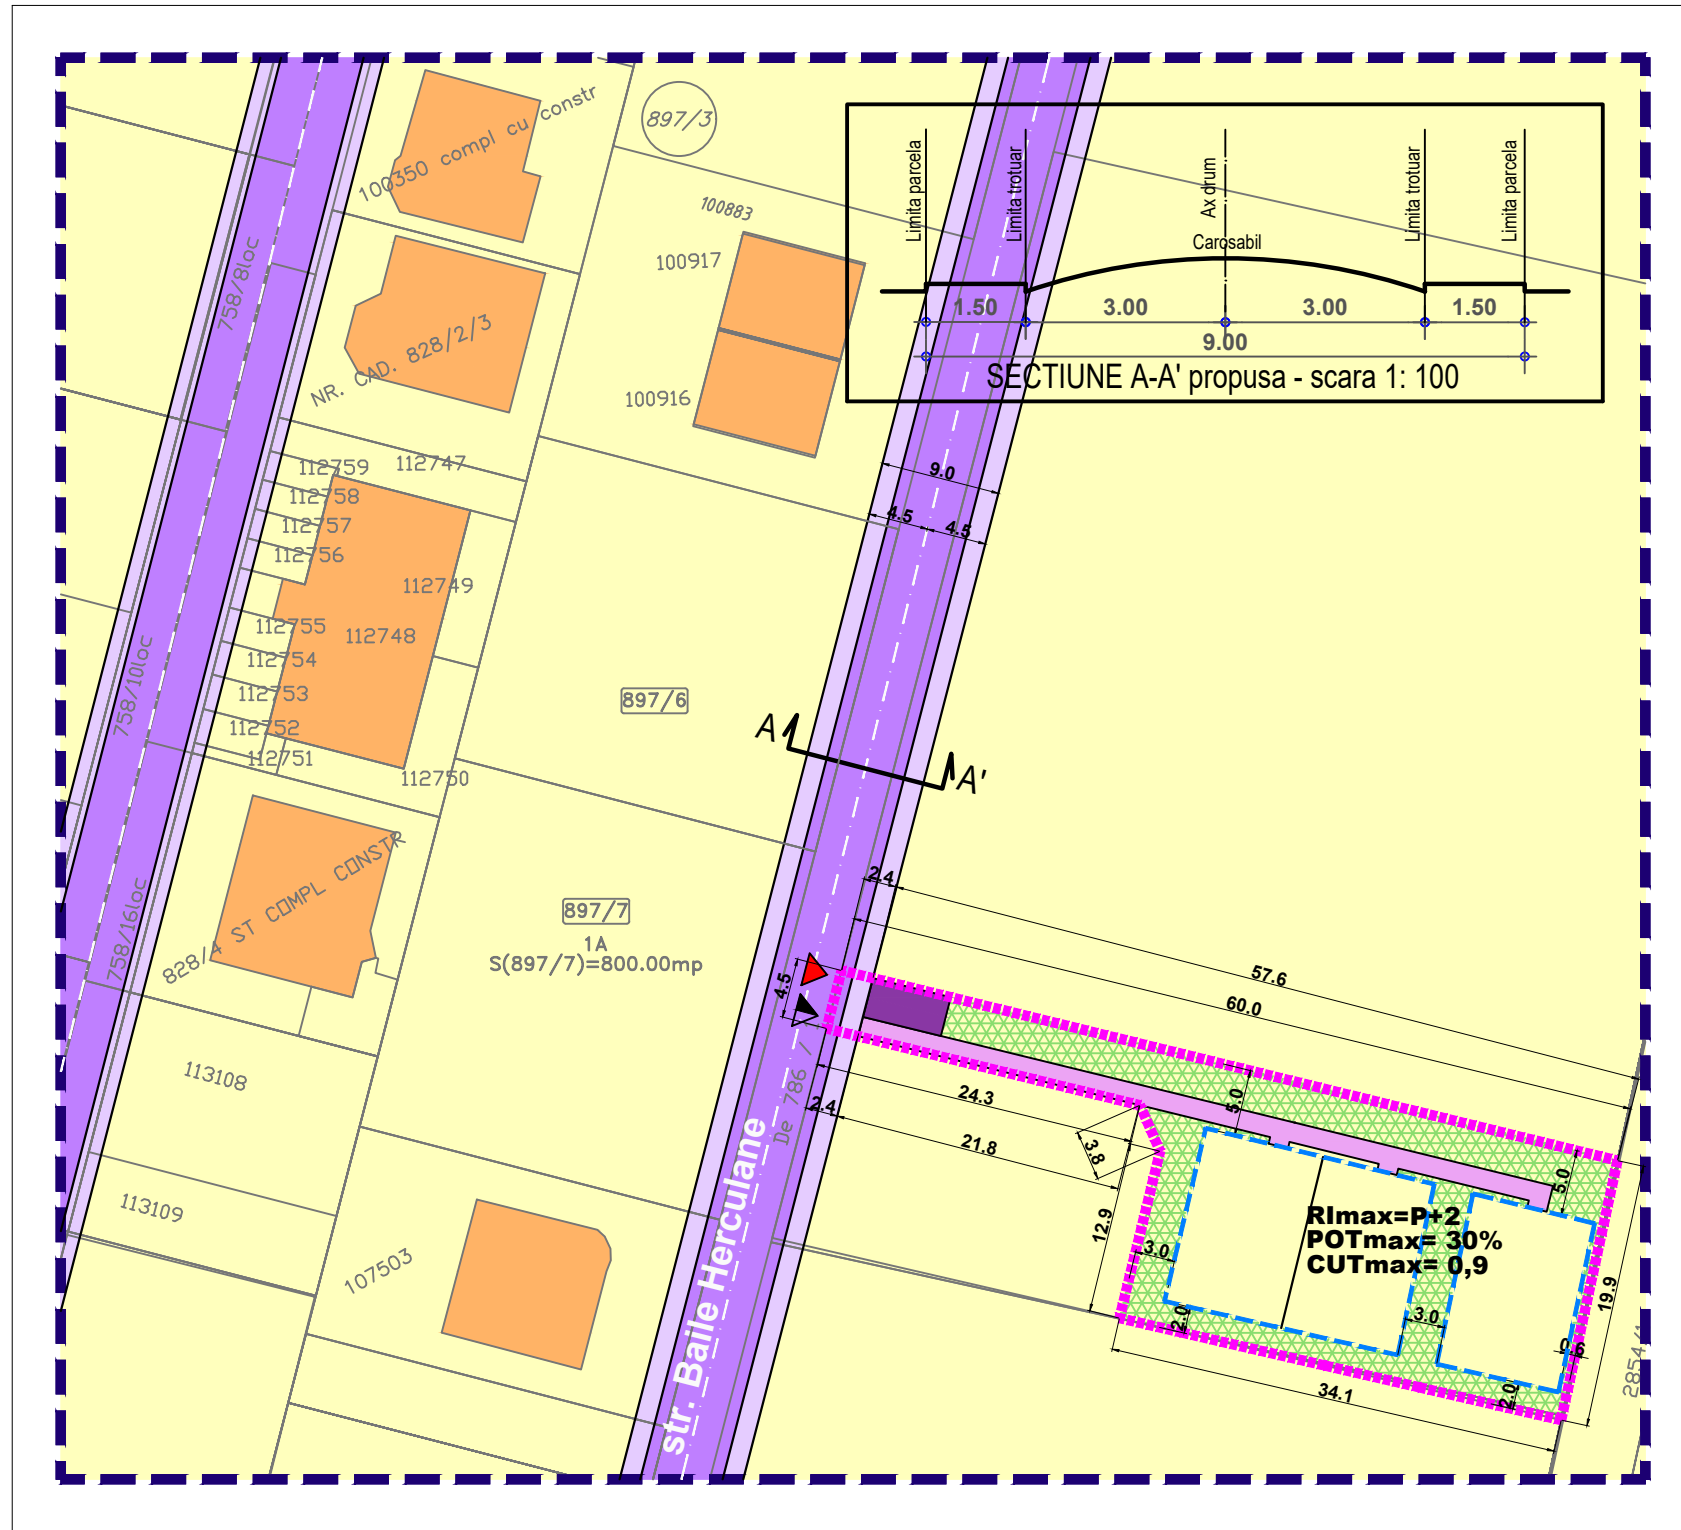 100350 compl cu constr
897/3
100883
100917
100916
758/8loc
NR. CAD. 828/2/3
Limita parcela
Limita trotuar
Ax drum
Limita trotuar
Limita parcela
Carosabil
1.50
3.00
3.00
1.50
9.00
SECTIUNE A-A' propusa - scara 1: 100
9.0
4.5
4.5
112759
112747
112758
112757
112756
112749
112755
112748
112754
112753
112752
112751
112750
758/10loc
897/6
A
A'
758/16loc
828/4 ST COMPL CONSTR
897/7
1A
S(897/7)=800.00mp
2.4
57.6
60.0
4.5
De 786 /
24.3
2.4
21.8
3.8
5.0
5.0
12.9
3.0
2.0
RImax=P+2
POTmax= 30%
CUTmax= 0,9
3.0
19.9
0.6
2.0
34.1
2854/1
113108
113109
107503
str. Baile Herculane